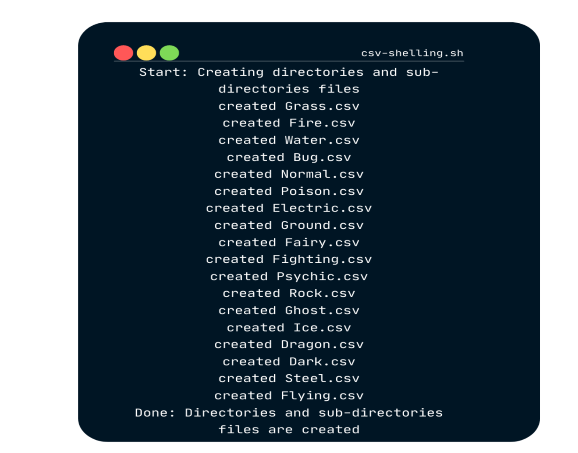 csv-shelling.sh
Start: Creating directories and sub-
directories files
created Grass.csv
created Fire.csv
created Water.csv
created Bug.csv
created Normal.csv
created Poison.csv
created Electric.csv
created Ground.csv
created Fairy.csv
created Fighting.csv
created Psychic.csv
created Rock.csv
created Ghost.csv
created Ice.csv
created Dragon.csv
created Dark.csv
created Steel.csv
created Flying.csv
Done: Directories and sub-directories
files are created